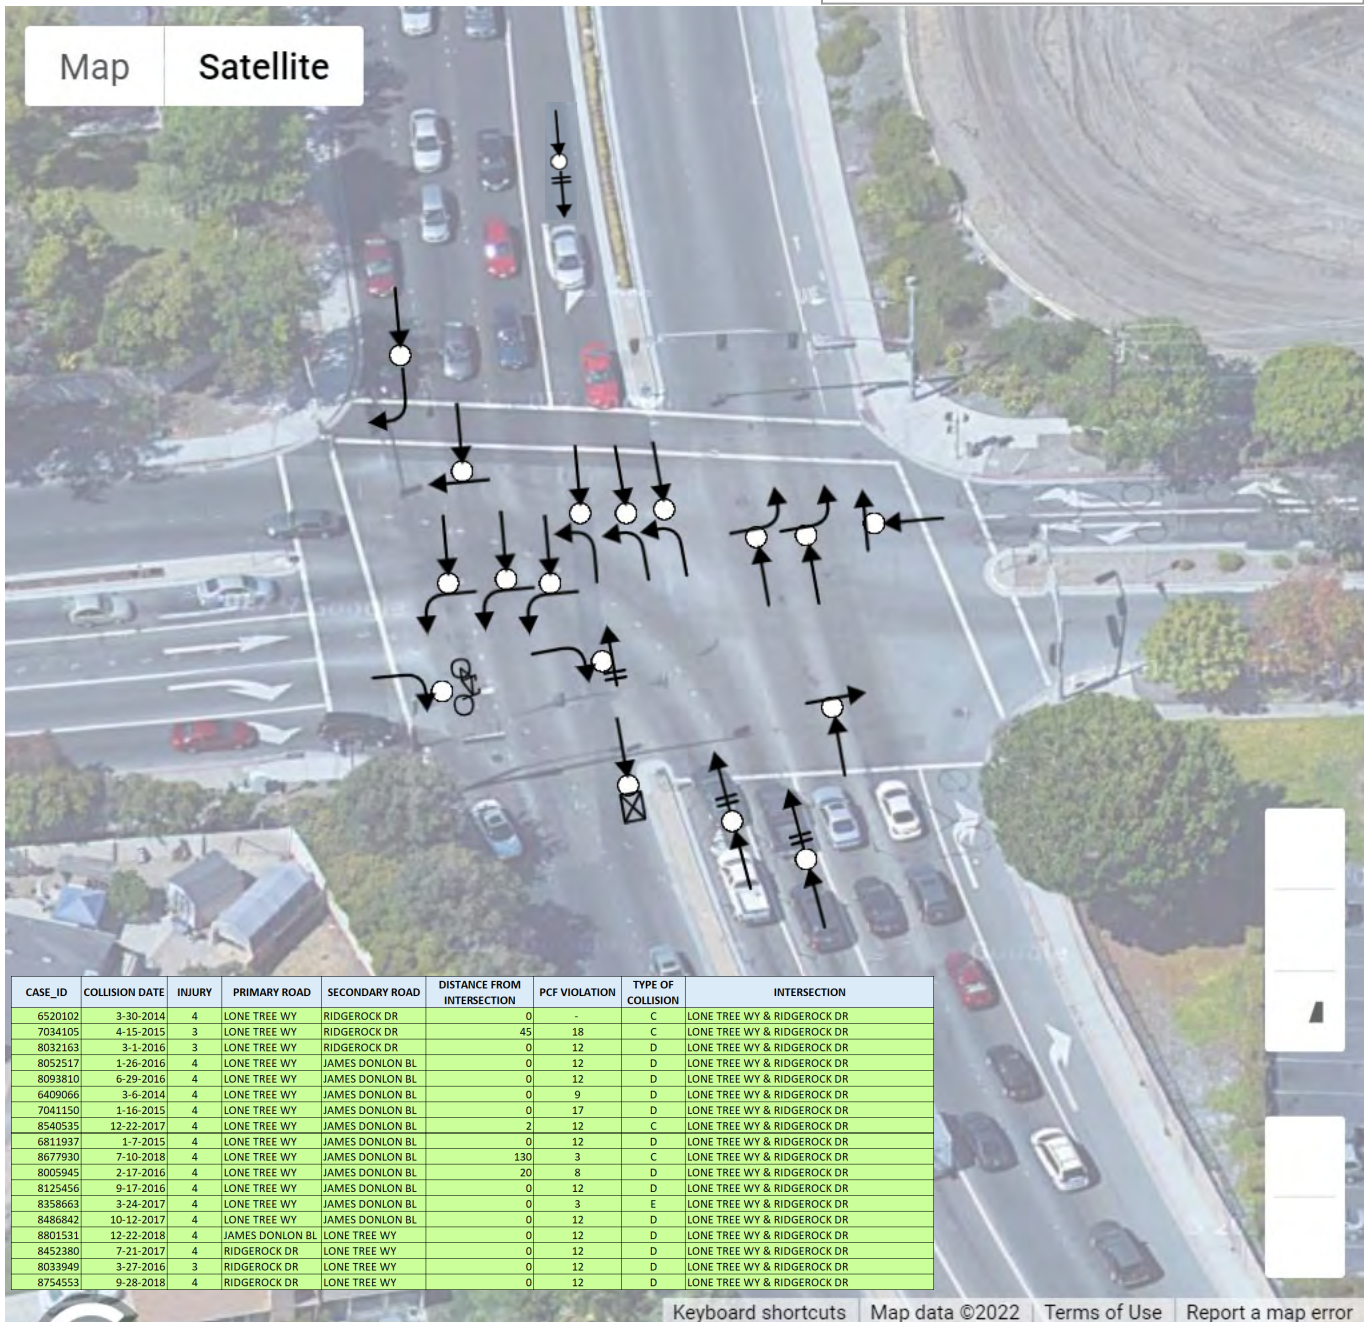 Map Satellite
CASE_ID COLLISION DATE INJURY PRIMARY ROAD SECONDARY ROAD DISTANCE FROM INTERSECTION PCF VIOLATION TYPE OF COLLISION INTERSECTION
6520102 3-30-2014 4 LONE TREE WY RIDGEROCK DR 0 - C LONE TREE WY & RIDGEROCK DR
7034105 4-15-2015 3 LONE TREE WY RIDGEROCK DR 45 18 C LONE TREE WY & RIDGEROCK DR
8032163 3-1-2016 3 LONE TREE WY RIDGEROCK DR 0 12 D LONE TREE WY & RIDGEROCK DR
8052517 1-26-2016 4 LONE TREE WY JAMES DONLON BL 0 12 D LONE TREE WY & RIDGEROCK DR
8093810 6-29-2016 4 LONE TREE WY JAMES DONLON BL 0 12 D LONE TREE WY & RIDGEROCK DR
6409066 3-6-2014 4 LONE TREE WY JAMES DONLON BL 0 9 D LONE TREE WY & RIDGEROCK DR
7041150 1-16-2015 4 LONE TREE WY JAMES DONLON BL 0 17 D LONE TREE WY & RIDGEROCK DR
8540535 12-22-2017 4 LONE TREE WY JAMES DONLON BL 2 12 C LONE TREE WY & RIDGEROCK DR
6811937 1-7-2015 4 LONE TREE WY JAMES DONLON BL 0 12 D LONE TREE WY & RIDGEROCK DR
8677930 7-10-2018 4 LONE TREE WY JAMES DONLON BL 130 3 C LONE TREE WY & RIDGEROCK DR
8005945 2-17-2016 4 LONE TREE WY JAMES DONLON BL 20 8 D LONE TREE WY & RIDGEROCK DR
8125456 9-17-2016 4 LONE TREE WY JAMES DONLON BL 0 12 D LONE TREE WY & RIDGEROCK DR
8358663 3-24-2017 4 LONE TREE WY JAMES DONLON BL 0 3 E LONE TREE WY & RIDGEROCK DR
8486842 10-12-2017 4 LONE TREE WY JAMES DONLON BL 0 12 D LONE TREE WY & RIDGEROCK DR
8801531 12-22-2018 4 JAMES DONLON BL LONE TREE WY 0 12 D LONE TREE WY & RIDGEROCK DR
8452380 7-21-2017 4 RIDGEROCK DR LONE TREE WY 0 12 D LONE TREE WY & RIDGEROCK DR
8033949 3-27-2016 3 RIDGEROCK DR LONE TREE WY 0 12 D LONE TREE WY & RIDGEROCK DR
8754553 9-28-2018 4 RIDGEROCK DR LONE TREE WY 0 12 D LONE TREE WY & RIDGEROCK DR
Keyboard shortcuts Map data ©2022 Terms of Use Report a map error